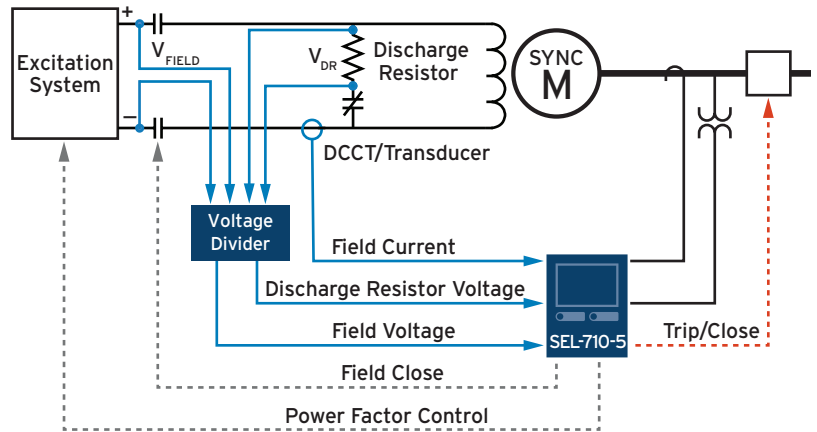 +
Excitation
System
−
V FIELD
V DR
Discharge
Resistor
SYNC
M
DCCT/Transducer
Voltage
Divider
Field Current
Discharge Resistor Voltage
Field Voltage
SEL-710-5
Trip/Close
Field Close
Power Factor Control